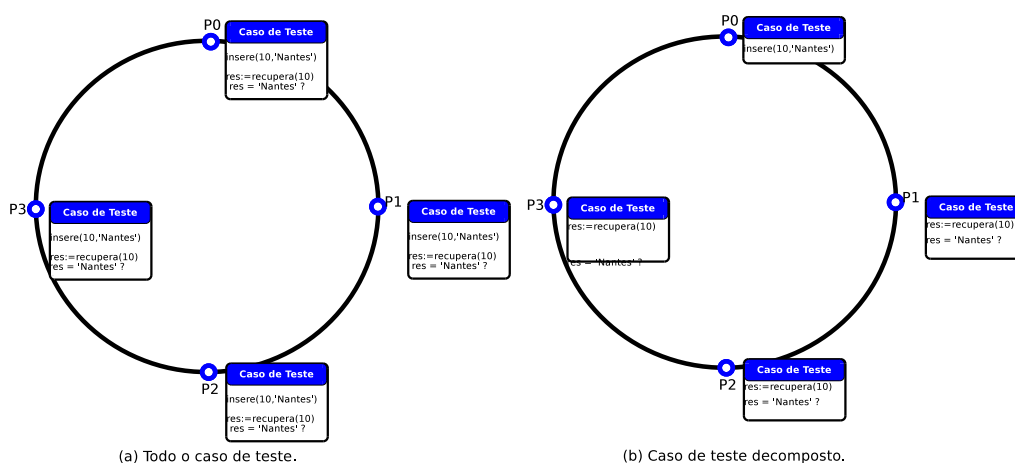 P0
Caso de Teste
insere(10,'Nantes')
res:=recupera(10)
res = 'Nantes' ?
P3
Caso de Teste
insere(10,'Nantes')
res:=recupera(10)
res = 'Nantes' ?
P1
Caso de Teste
insere(10,'Nantes')
res:=recupera(10)
res = 'Nantes' ?
P2
Caso de Teste
insere(10,'Nantes')
res:=recupera(10)
res = 'Nantes' ?
(a) Todo o caso de teste.
P0
Caso de Teste
insere(10,'Nantes')
P3
Caso de Teste
res:=recupera(10)
res = 'Nantes' ?
P1
Caso de Teste
res:=recupera(10)
res = 'Nantes' ?
P2
Caso de Teste
res:=recupera(10)
res = 'Nantes' ?
(b) Caso de teste decomposto.